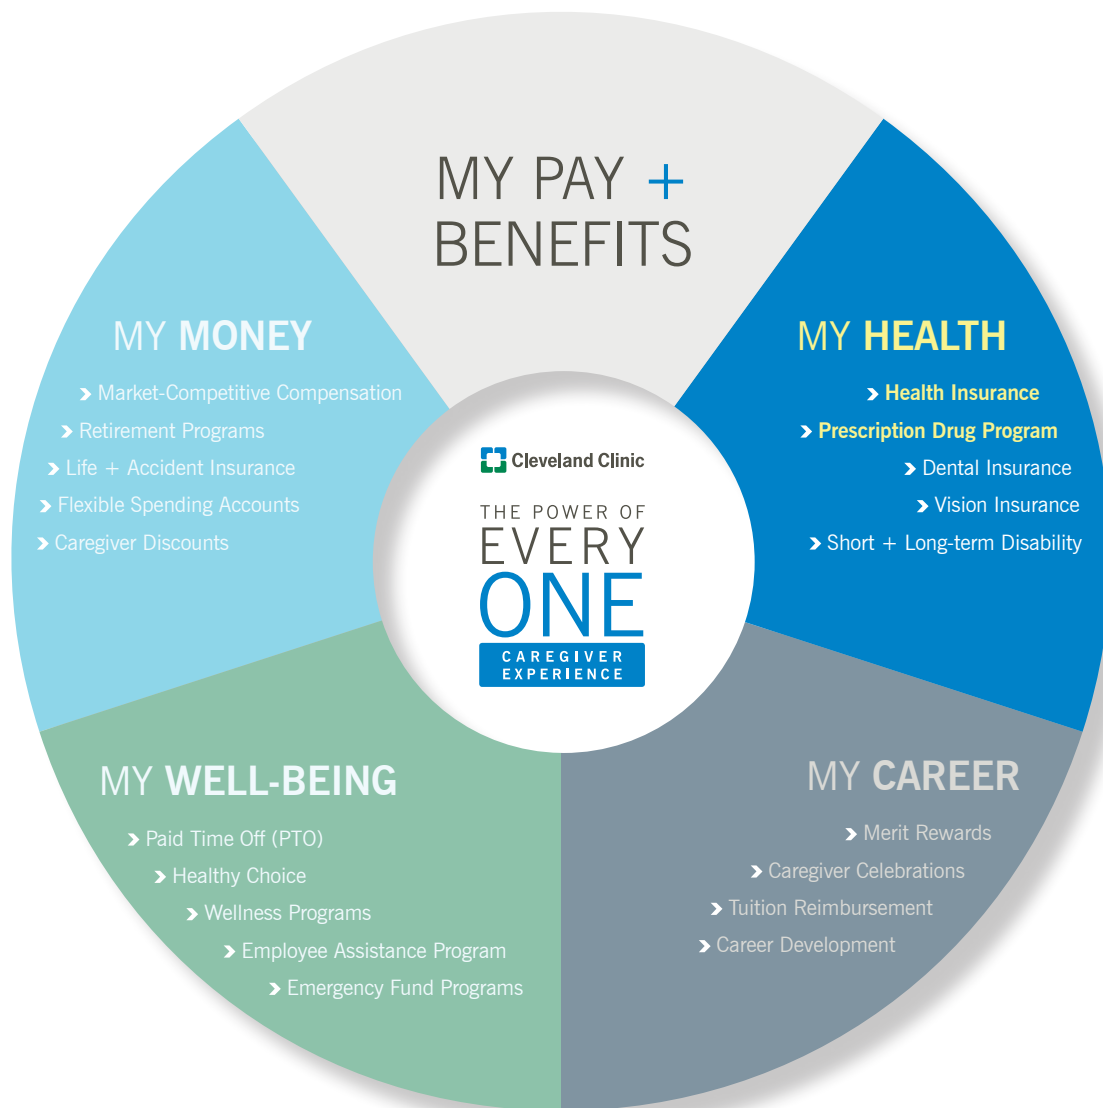 MY PAY +
BENEFITS
MY MONEY
› Market-Competitive Compensation
› Retirement Programs
› Life + Accident Insurance
› Flexible Spending Accounts
› Caregiver Discounts
MY HEALTH
› Health Insurance
› Prescription Drug Program
› Dental Insurance
› Vision Insurance
› Short + Long-term Disability
Cleveland Clinic
THE POWER OF
EVERY
ONE
CAREGIVER
EXPERIENCE
MY WELL-BEING
› Paid Time Off (PTO)
› Healthy Choice
› Wellness Programs
› Employee Assistance Program
› Emergency Fund Programs
MY CAREER
› Merit Rewards
› Caregiver Celebrations
› Tuition Reimbursement
› Career Development